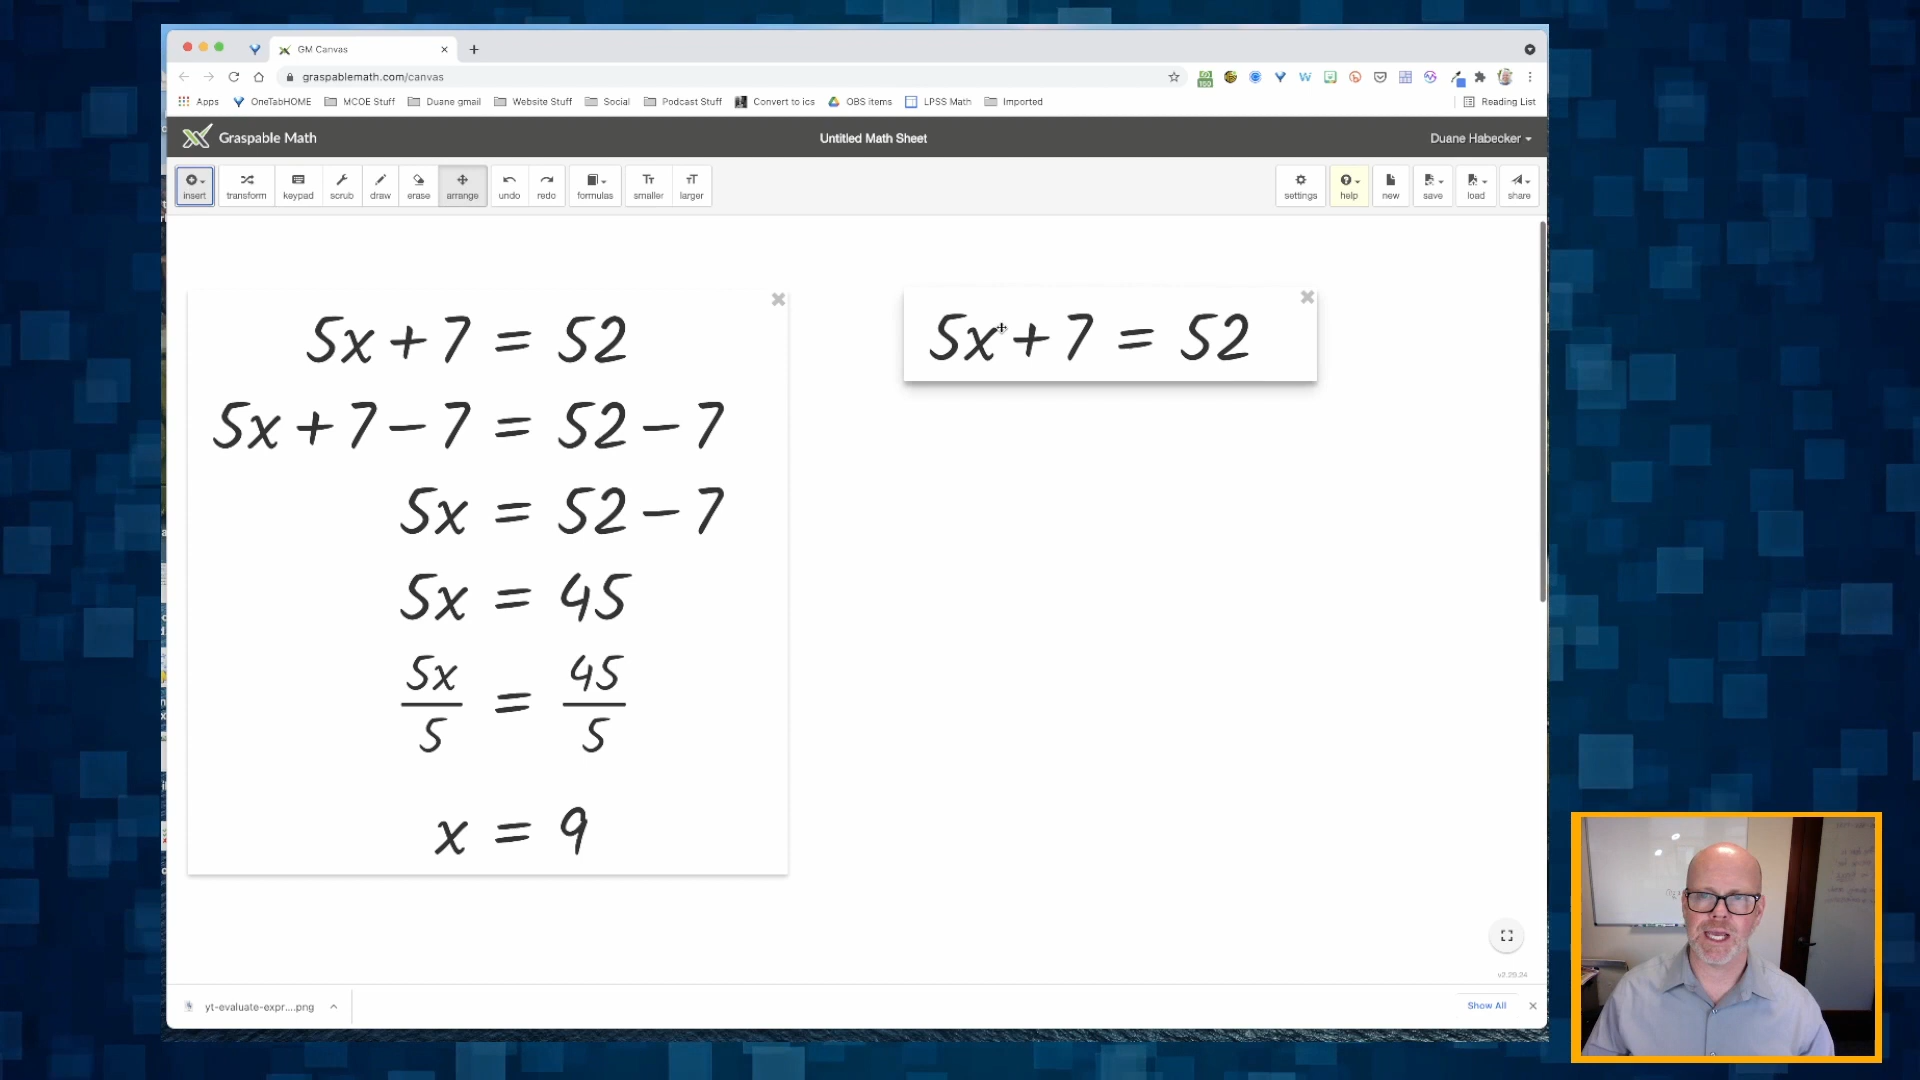 GM Canvas
graspablemath.com/canvas
Apps OneTabHOME MCOE Stuff Duane gmail Website Stuff Social Podcast Stuff Convert to ics OBS items LPSS Math Imported Reading List
Graspable Math Untitled Math Sheet Duane Habecker
insert transform keypad scrub draw erase arrange undo redo formulas smaller larger settings help new save load share
5x + 7 = 52
5x + 7 − 7 = 52 − 7
5x = 52 − 7
5x = 45
5x/5 = 45/5
x = 9
5x + 7 = 52
v2.29.24
yt-evaluate-expr....png
Show All